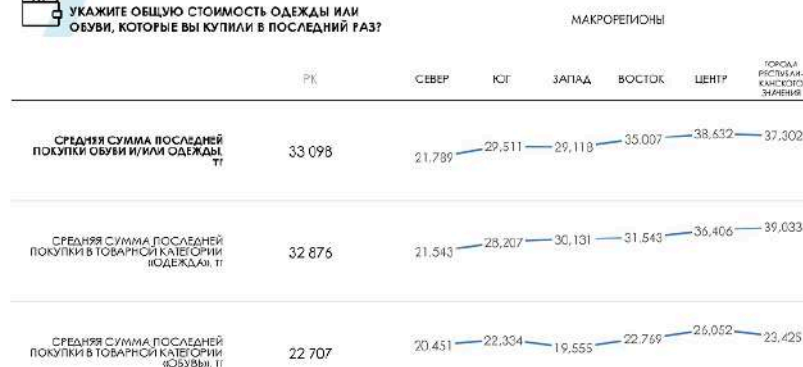 УКАЖИТЕ ОБЩУЮ СТОИМОСТЬ ОДЕЖДЫ ИЛИ
ОБУВИ, КОТОРЫЕ ВЫ КУПИЛИ В ПОСЛЕДНИЙ РАЗ?
МАКРОРЕГИОНЫ
РК СЕВЕР ЮГ ЗАПАД ВОСТОК ЦЕНТР
ГОРОДА
РЕСПУБЛИ-
КАНСКОГО
ЗНАЧЕНИЯ
СРЕДНЯЯ СУММА ПОСЛЕДНЕЙ
ПОКУПКИ ОБУВИ И/ИЛИ ОДЕЖДЫ,
ТГ
33 098 21,789 29,511 29,118 35,007 38,632 37,302
СРЕДНЯЯ СУММА ПОСЛЕДНЕЙ
ПОКУПКИ В ТОВАРНОЙ КАТЕГОРИИ
«ОДЕЖДА», ТГ
32 876 21,543 28,207 30,131 31,543 36,406 39,033
СРЕДНЯЯ СУММА ПОСЛЕДНЕЙ
ПОКУПКИ В ТОВАРНОЙ КАТЕГОРИИ
«ОБУВЬ», ТГ
22 707 20,451 22,334 19,555 22,769 26,052 23,425